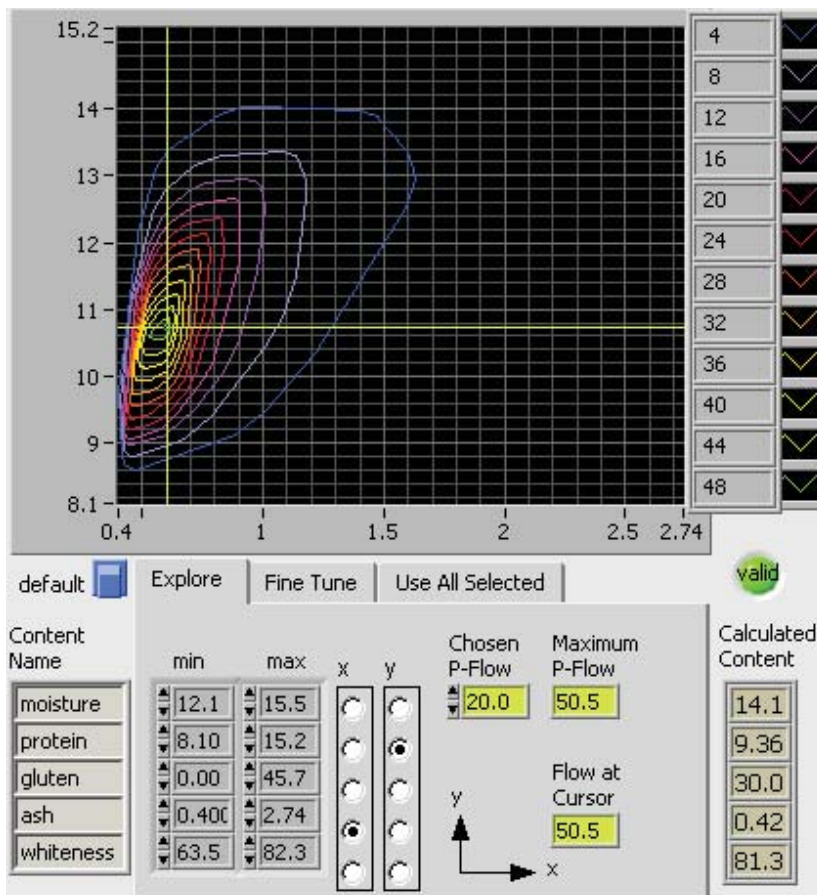 15.2
14
13
12
11
10
9
8.1
0.4 1 1.5 2 2.5 2.74
4
8
12
16
20
24
28
32
36
40
44
48
default Explore Fine Tune Use All Selected valid
Content Name
min max x y
Chosen P-Flow
Maximum P-Flow
Calculated Content
moisture 12.1 15.5 20.0 50.5 14.1
protein 8.10 15.2 9.36
gluten 0.00 45.7 30.0
Flow at Cursor
ash 0.400 2.74 50.5 0.42
whiteness 63.5 82.3 81.3
y
x